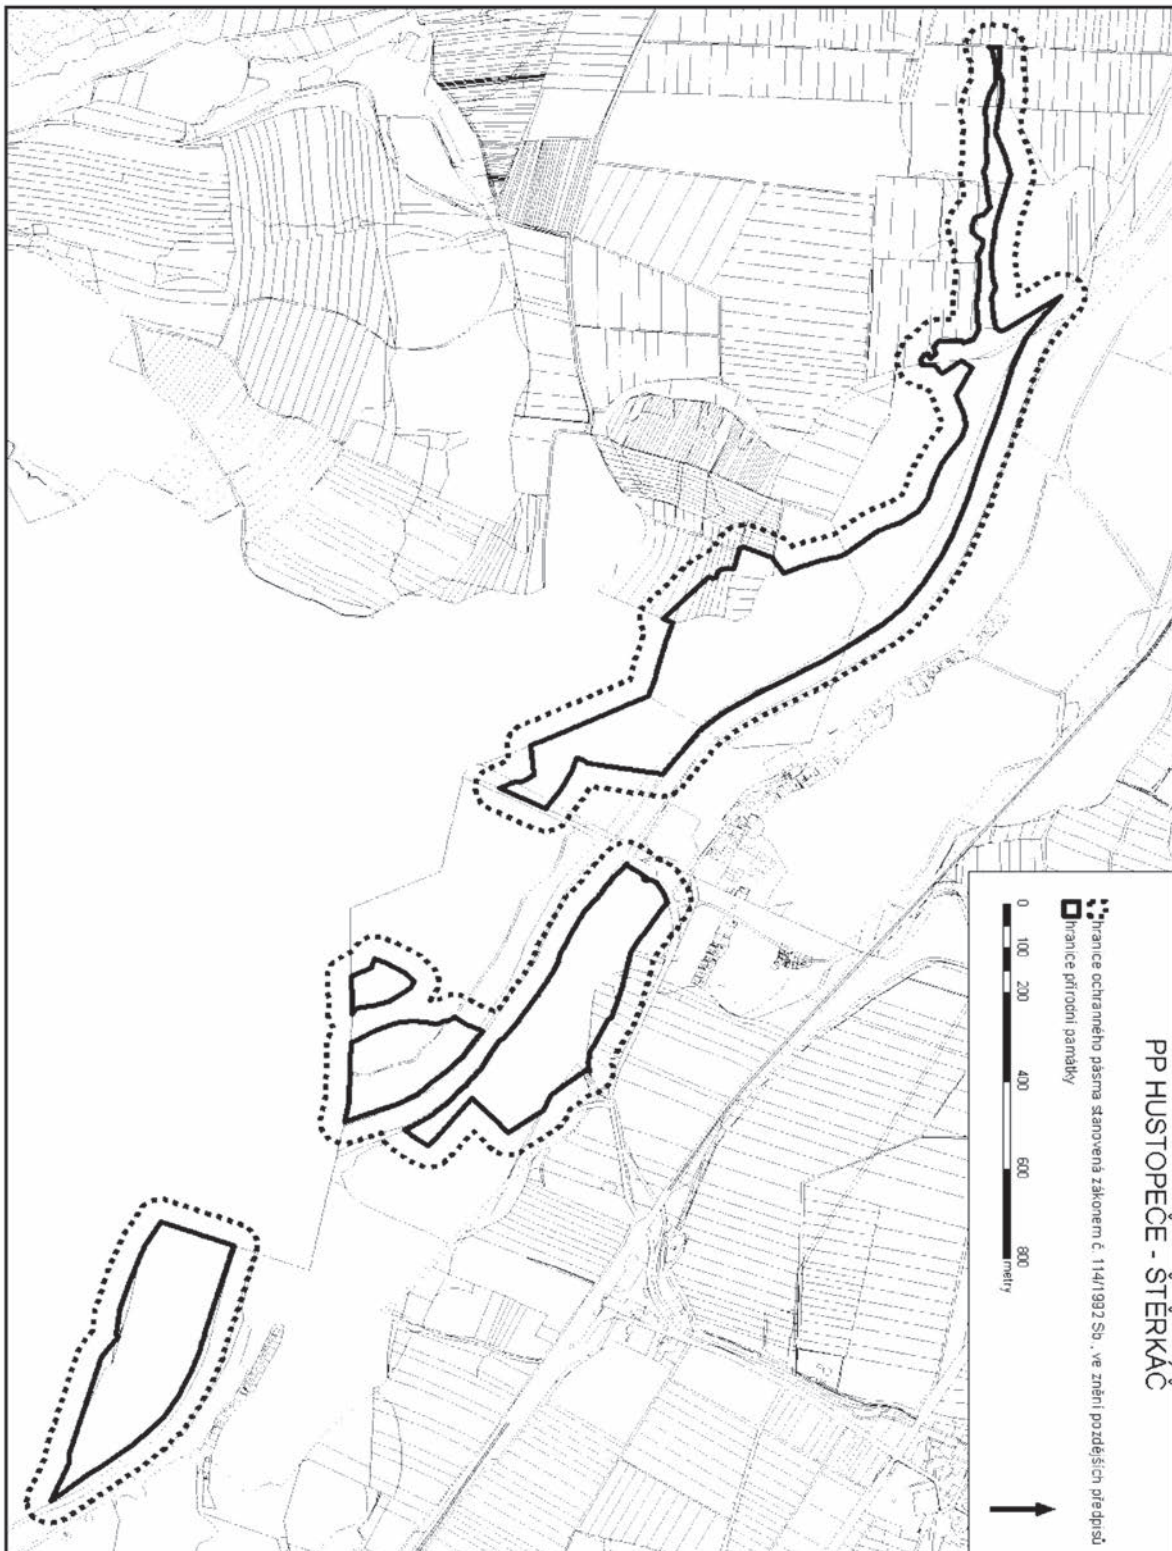 PP HUSTOPEČE - ŠTĚRKÁČ
hranice ochranného pásma stanovená zákonem č. 114/1992 Sb., ve znění pozdějších předpisů
hranice přírodní památky
0 100 200 400 600 800
metry